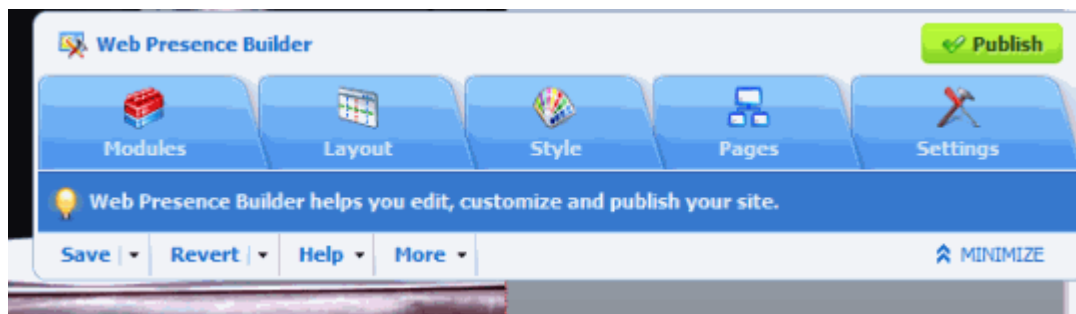 Web Presence Builder
Publish
Modules Layout Style Pages Settings
Web Presence Builder helps you edit, customize and publish your site.
Save Revert Help More MINIMIZE